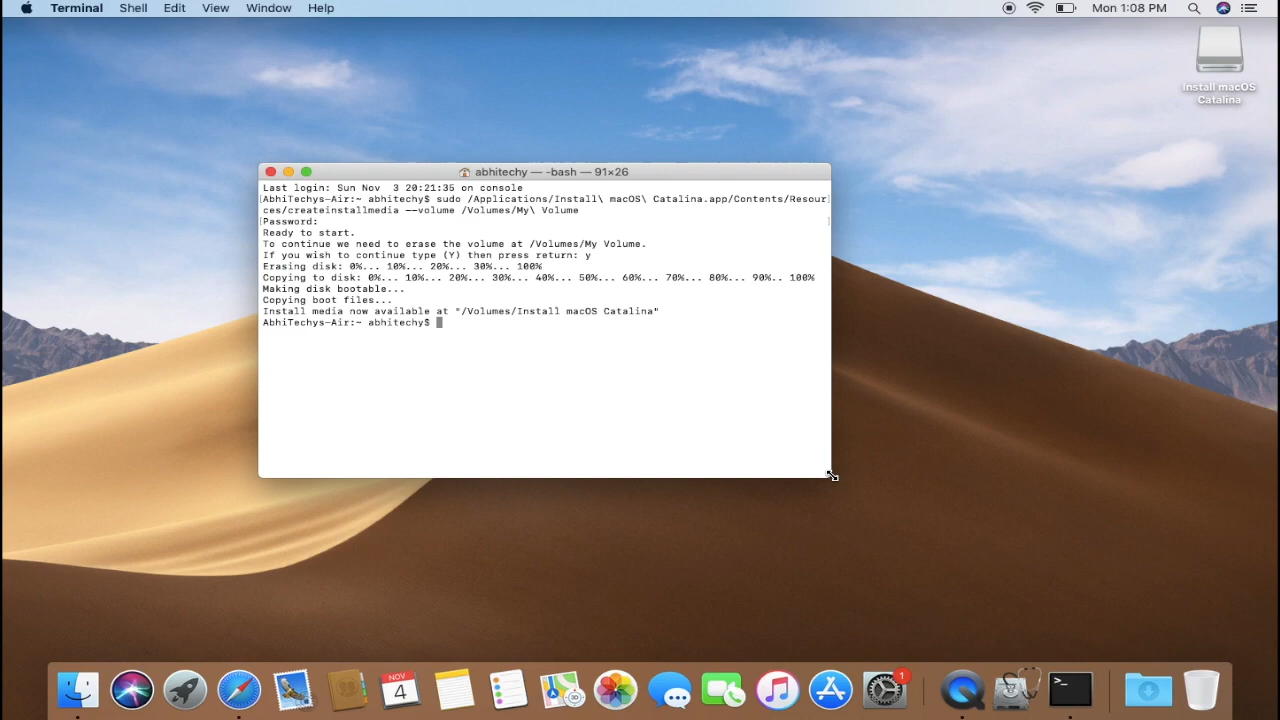 Terminal Shell Edit View Window Help Mon 1:08 PM
Install macOS
Catalina
abhitechy — -bash — 91×26
Last login: Sun Nov  3 20:21:35 on console
[AbhiTechys-Air:~ abhitechy$ sudo /Applications/Install\ macOS\ Catalina.app/Contents/Resour]
ces/createinstallmedia --volume /Volumes/My\ Volume
[Password: ]
Ready to start.
To continue we need to erase the volume at /Volumes/My Volume.
If you wish to continue type (Y) then press return: y
Erasing disk: 0%... 10%... 20%... 30%... 100%
Copying to disk: 0%... 10%... 20%... 30%... 40%... 50%... 60%... 70%... 80%... 90%.. 100%
Making disk bootable...
Copying boot files...
Install media now available at "/Volumes/Install macOS Catalina"
AbhiTechys-Air:~ abhitechy$
NOV
4
3D
1
>_